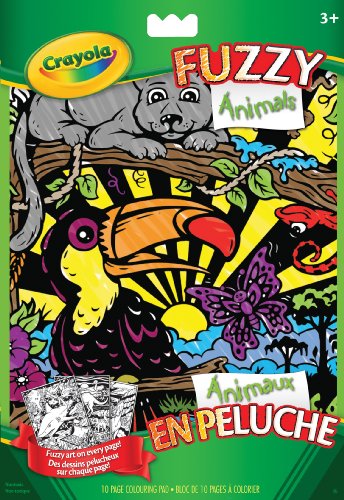 3+
Crayola
FUZZY
Animals
Animaux
EN PELUCHE
Fuzzy art on every page!
Des dessins pelucheux
sur chaque page!
10 PAGE COLOURING PAD • BLOC DE 10 PAGES À COLORIER